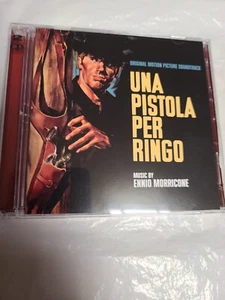 ORIGINAL MOTION PICTURE SOUNDTRACK
UNA
PISTOLA
PER
RINGO
MUSIC BY
ENNIO MORRICONE